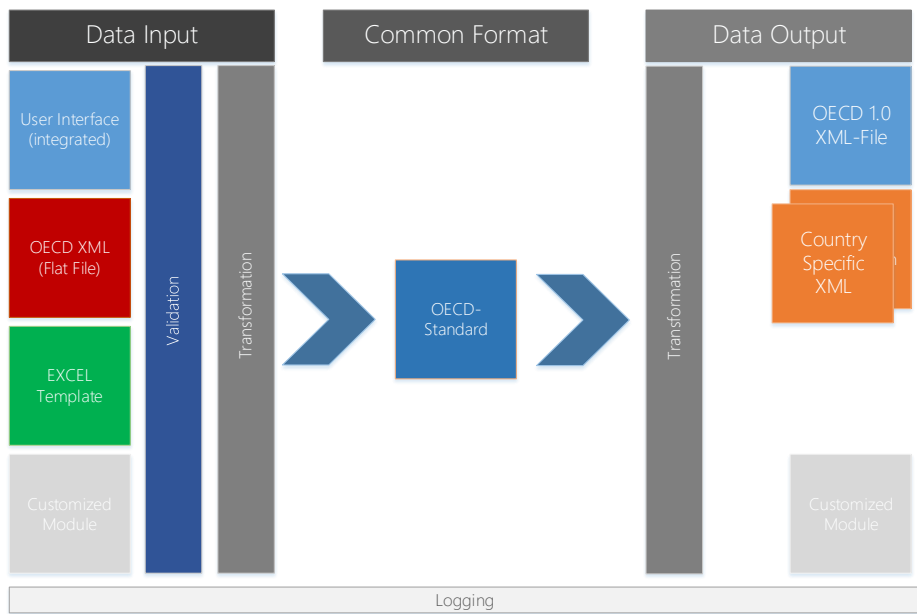 Data Input
Common Format
Data Output
User Interface
(integrated)
OECD XML
(Flat File)
EXCEL
Template
Customized
Module
Validation
Transformation
OECD-
Standard
Transformation
OECD 1.0
XML-File
Country
Specific
XML
Customized
Module
Logging